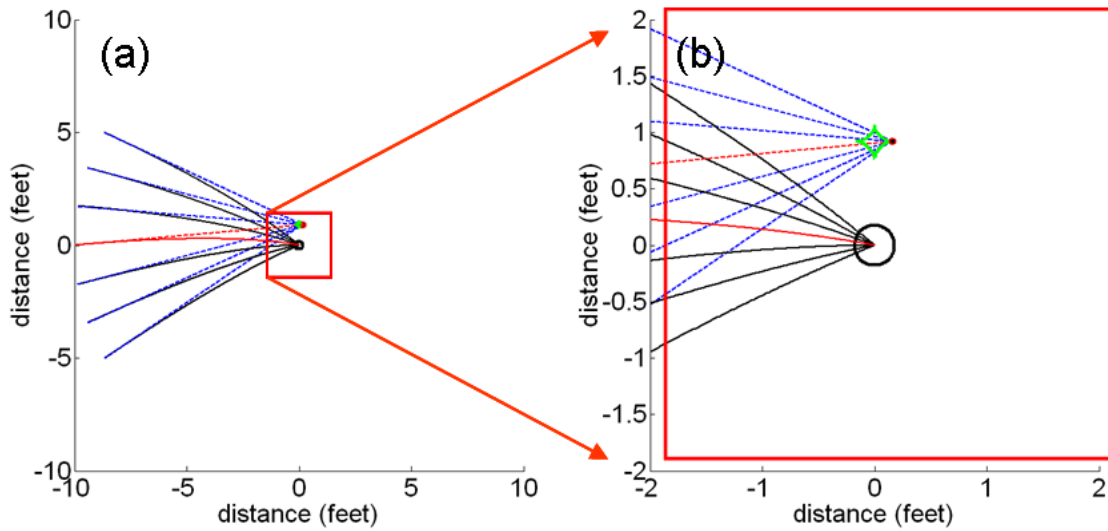 (a)
10
5
0
-5
-10
distance (feet)
-10 -5 0 5 10
distance (feet)
(b)
2
1.5
1
0.5
0
-0.5
-1
-1.5
-2
distance (feet)
-2 -1 0 1 2
distance (feet)